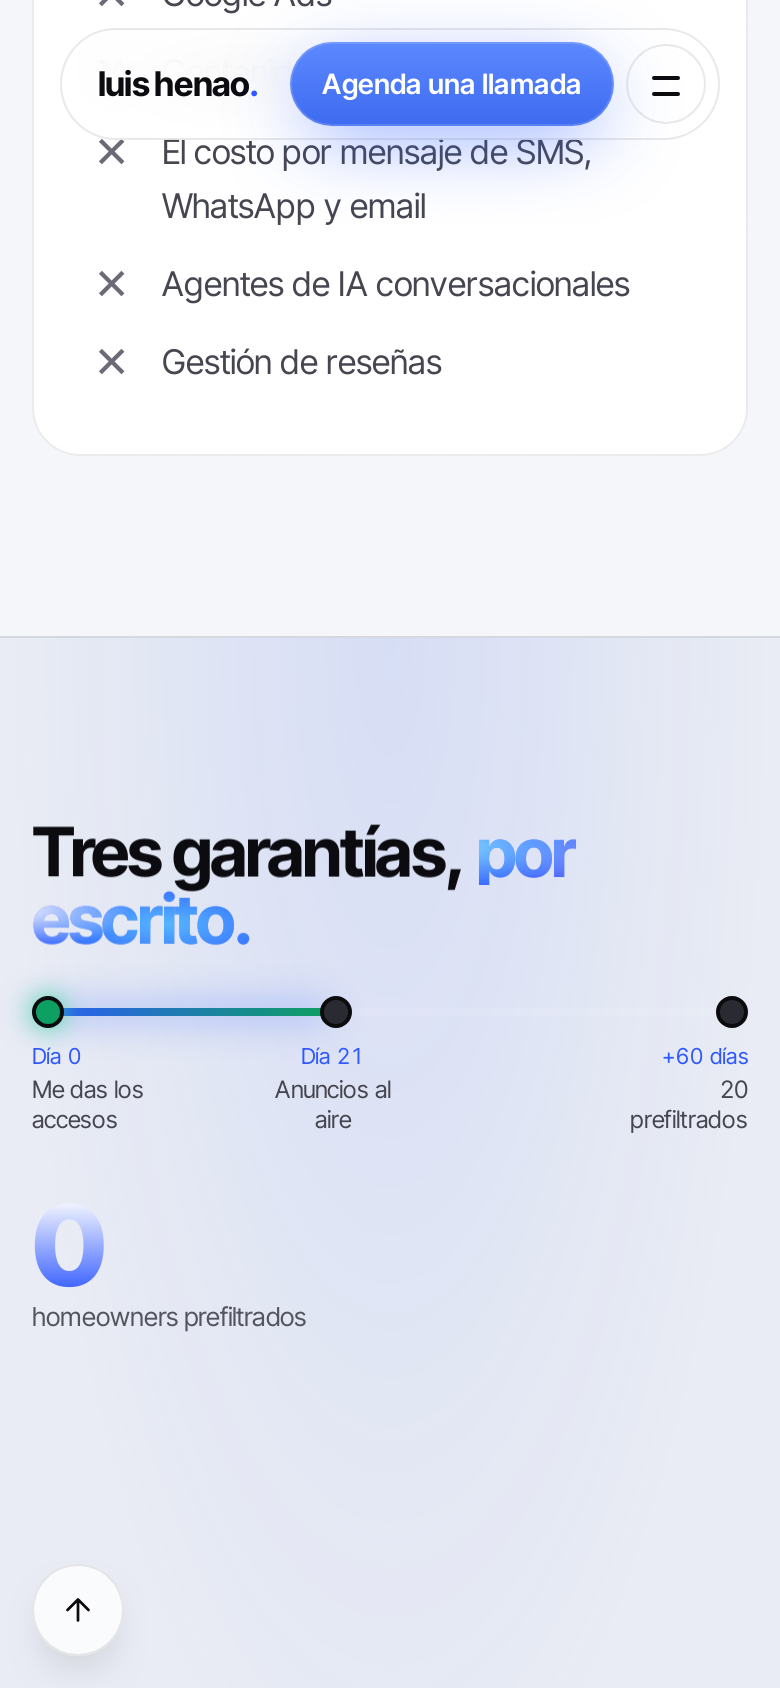 Google Ads
luis henao.
Agenda una llamada
El costo por mensaje de SMS,
WhatsApp y email
Agentes de IA conversacionales
Gestión de reseñas
Tres garantías, por
escrito.
Día 0
Me das los
accesos
Día 21
Anuncios al
aire
+60 días
20
prefiltrados
0
homeowners prefiltrados